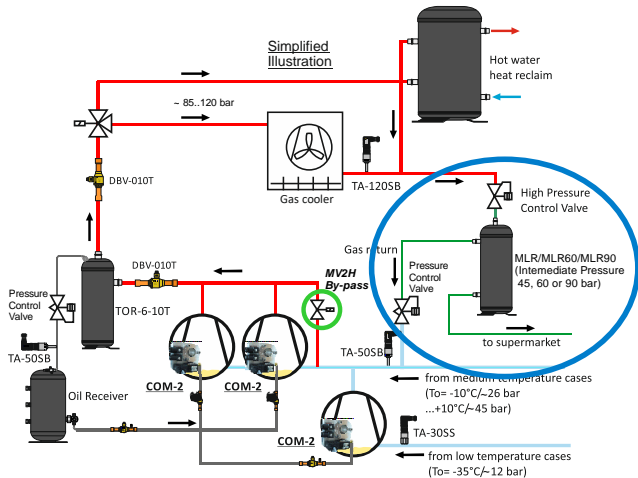 Simplified
Illustration
Hot water
heat reclaim
~ 85..120 bar
DBV-010T
Gas cooler
TA-120SB
High Pressure
Control Valve
Gas return
DBV-010T
MV2H
By-pass
Pressure
Control
Valve
MLR/MLR60/MLR90
(Intemediate Pressure
45, 60 or 90 bar)
Pressure
Control
Valve
TOR-6-10T
to supermarket
TA-50SB
TA-50SB
COM-2
COM-2
from medium temperature cases
(To= -10°C/~26 bar
...+10°C/~45 bar)
Oil Receiver
COM-2
TA-30SS
from low temperature cases
(To= -35°C/~12 bar)